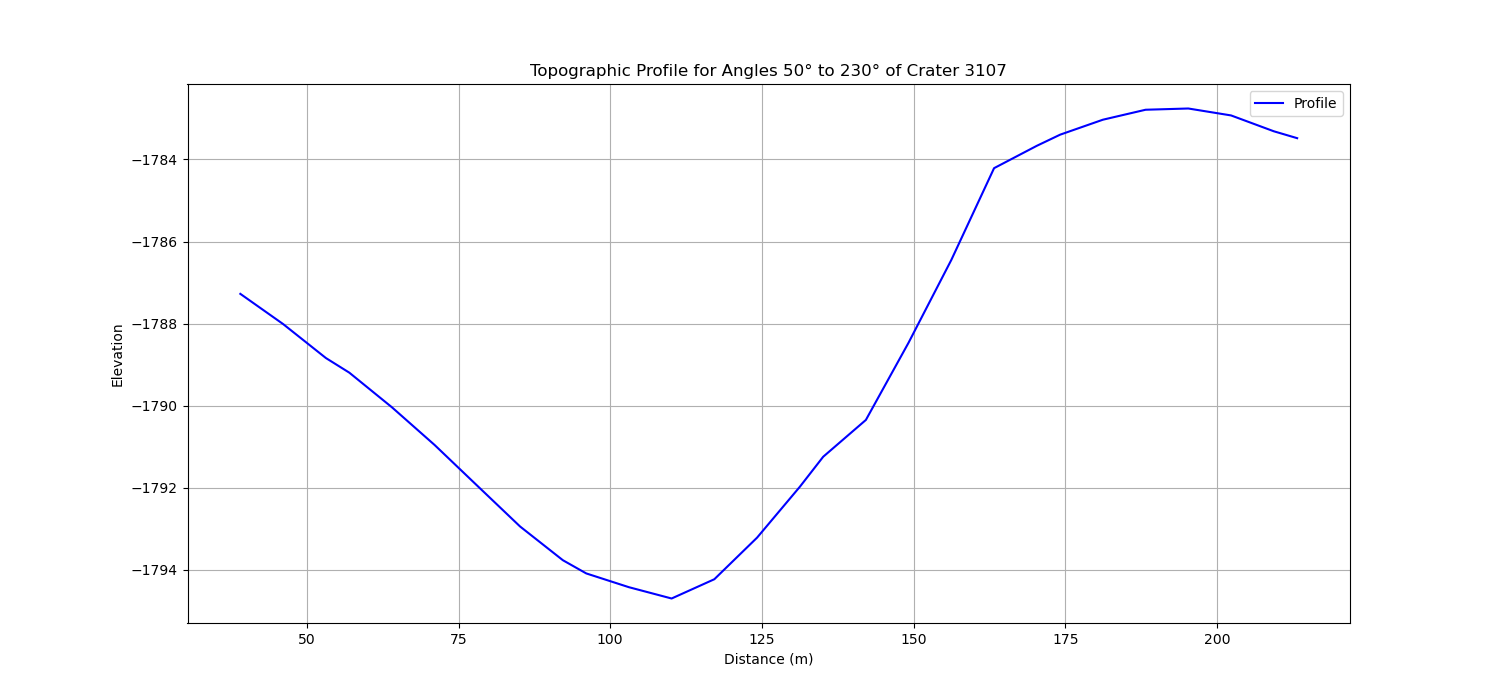 Topographic Profile for Angles 50° to 230° of Crater 3107
Profile
Elevation
−1784
−1786
−1788
−1790
−1792
−1794
50 75 100 125 150 175 200
Distance (m)